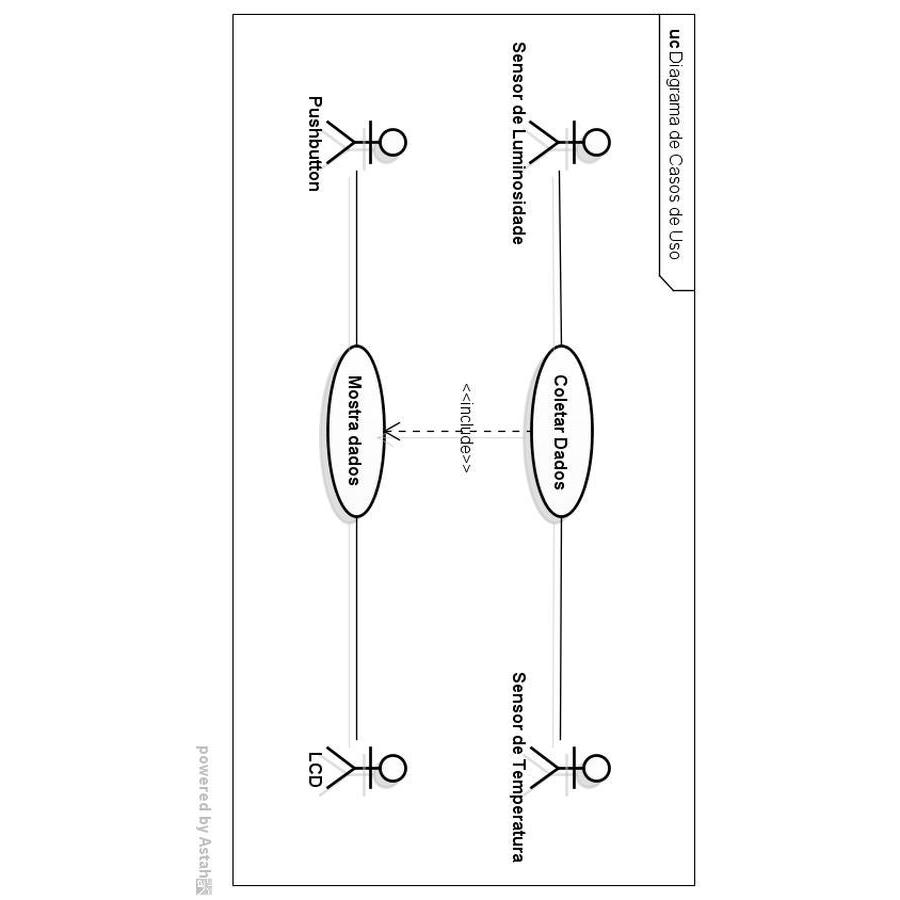 uc Diagrama de Casos de Uso
Sensor de Luminosidade
Coletar Dados
Sensor de Temperatura
<<include>>
Pushbutton
Mostra dados
LCD
powered by Astah